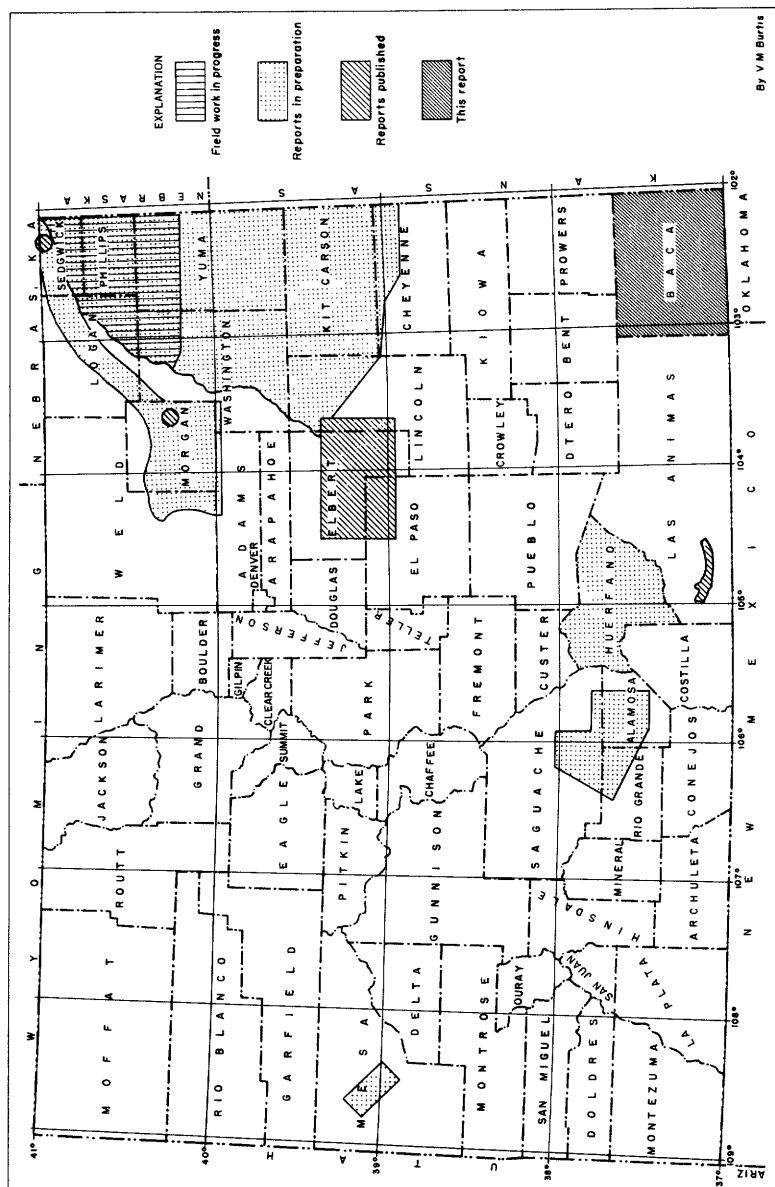 EXPLANATION
Field work in progress
Reports in preparation
Reports published
This report
By V M Burtis
W Y O M I N G
N E B R A S K A
N E B R A S K A
K A N S A S
OKLAHOMA
N E W M E X I C O
ARIZ
U T A H
41°
40°
39°
38°
37°
109°
108°
107°
106°
105°
104°
103°
102°
MOFFAT
ROUTT
JACKSON
LARIMER
WELD
LOGAN
SEDGWICK
PHILLIPS
RIO BLANCO
GRAND
BOULDER
MORGAN
WASHINGTON
YUMA
GARFIELD
EAGLE
SUMMIT
GILPIN
CLEAR CREEK
JEFFERSON
DENVER
ADAMS
ARAPAHOE
MESA
PITKIN
LAKE
PARK
DOUGLAS
ELBERT
KIT CARSON
DELTA
GUNNISON
CHAFFEE
TELLER
EL PASO
LINCOLN
CHEYENNE
MONTROSE
OURAY
SAGUACHE
FREMONT
CUSTER
PUEBLO
CROWLEY
KIOWA
SAN MIGUEL
SAN JUAN
HINSDALE
DTERO
BENT
PROWERS
DOLDRES
MINERAL
RIO GRANDE
ALAMOSA
HUERFANO
MONTEZUMA
LA PLATA
ARCHULETA
CONEJOS
COSTILLA
LAS ANIMAS
BACA